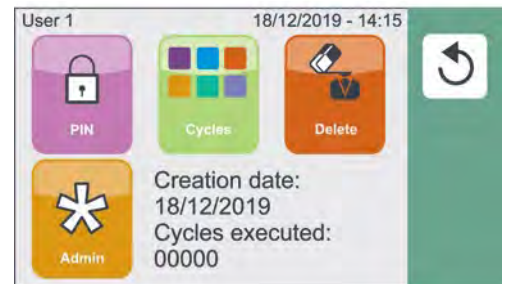 User 1 18/12/2019 - 14:15
PIN Cycles Delete
Admin
Creation date:
18/12/2019
Cycles executed:
00000